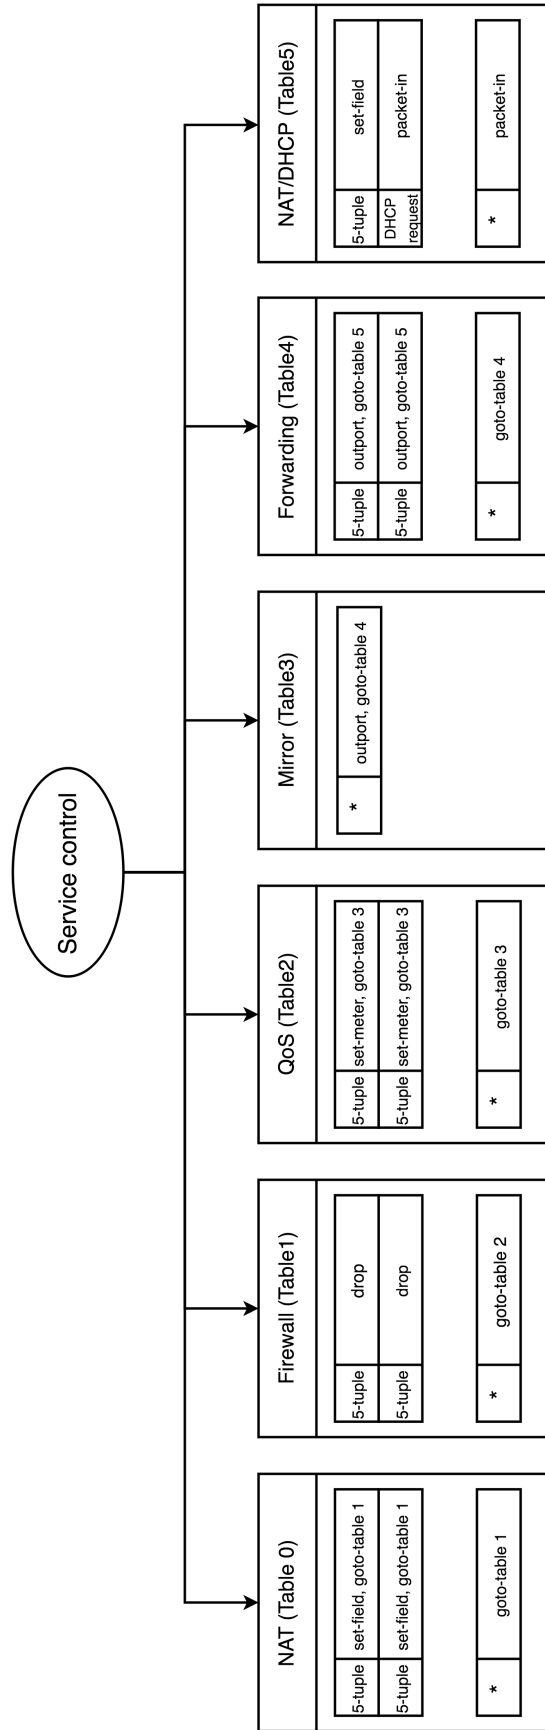 Service control
NAT (Table 0)
5-tuple set-field, goto-table 1
5-tuple set-field, goto-table 1
* goto-table 1
Firewall (Table1)
5-tuple drop
5-tuple drop
* goto-table 2
QoS (Table2)
5-tuple set-meter, goto-table 3
5-tuple set-meter, goto-table 3
* goto-table 3
Mirror (Table3)
* outport, goto-table 4
Forwarding (Table4)
5-tuple outport, goto-table 5
5-tuple outport, goto-table 5
* goto-table 4
NAT/DHCP (Table5)
5-tuple set-field
DHCP
request packet-in
* packet-in